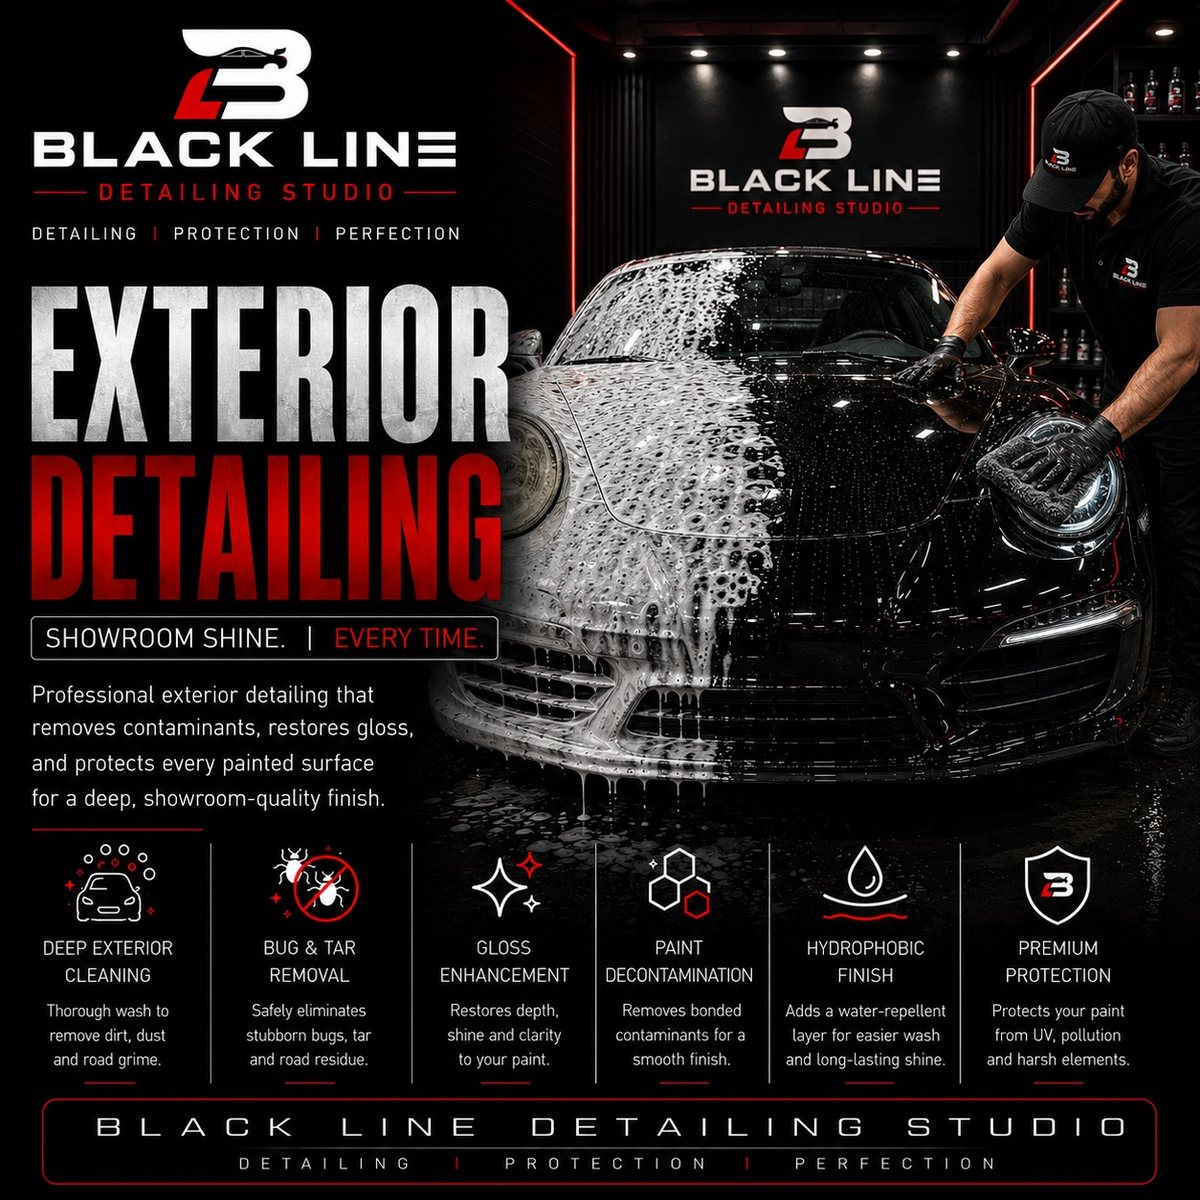 BLACK LINE
DETAILING STUDIO
DETAILING | PROTECTION | PERFECTION
BLACK LINE
DETAILING STUDIO
BLACK LINE
EXTERIOR
DETAILING
SHOWROOM SHINE. | EVERY TIME.
Professional exterior detailing that
removes contaminants, restores gloss,
and protects every painted surface
for a deep, showroom-quality finish.
DEEP EXTERIOR
CLEANING
Thorough wash to
remove dirt, dust
and road grime.
BUG & TAR
REMOVAL
Safely eliminates
stubborn bugs, tar
and road residue.
GLOSS
ENHANCEMENT
Restores depth,
shine and clarity
to your paint.
PAINT
DECONTAMINATION
Removes bonded
contaminants for a
smooth finish.
HYDROPHOBIC
FINISH
Adds a water-repellent
layer for easier wash
and long-lasting shine.
PREMIUM
PROTECTION
Protects your paint
from UV, pollution
and harsh elements.
BLACK LINE DETAILING STUDIO
DETAILING | PROTECTION | PERFECTION